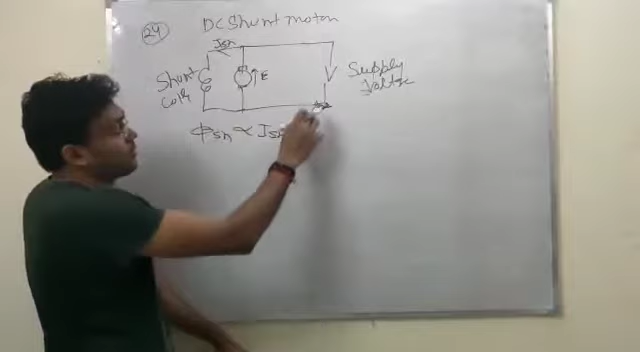 24
DC Shunt motor
Ish
Shunt
coil
E
V
Supply
Voltage
Φsh ∝ Ish